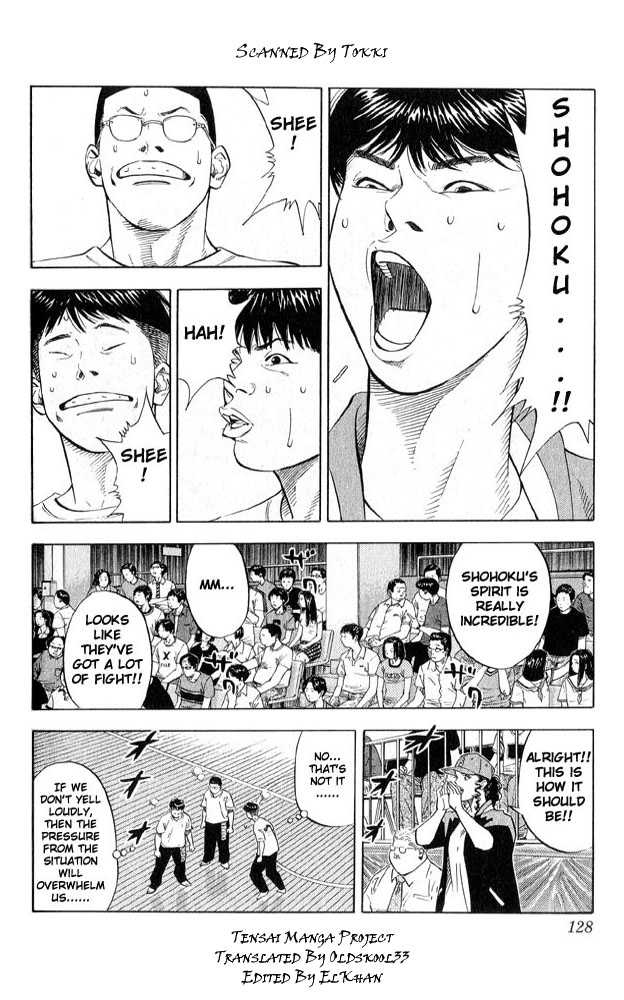 SCANNED BY TOKKI
SHOHOKU...!!
SHEE
!
HAH!
SHEE
!
SHOHOKU'S
SPIRIT IS
REALLY
INCREDIBLE!
MM...
LOOKS
LIKE
THEY'VE
GOT A LOT
OF FIGHT!!
ALRIGHT!!
THIS IS
HOW IT
SHOULD
BE!!
NO...
THAT'S
NOT IT
......
IF WE
DON'T YELL
LOUDLY,
THEN THE
PRESSURE
FROM THE
SITUATION
WILL
OVERWHELM
US......
128
TENSAI MANGA PROJECT
TRANSLATED BY OLDSKOOL33
EDITED BY ELKHAN